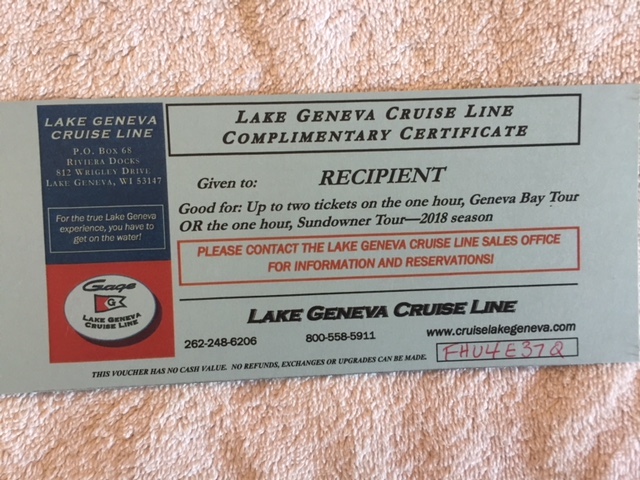 LAKE GENEVA
CRUISE LINE
P.O. BOX 68
RIVIERA DOCKS
812 WRIGLEY DRIVE
LAKE GENEVA, WI 53147
For the true Lake Geneva
experience, you have to
get on the water!
Gage
G
LAKE GENEVA
CRUISE LINE
LAKE GENEVA CRUISE LINE
COMPLIMENTARY CERTIFICATE
Given to: RECIPIENT
Good for: Up to two tickets on the one hour, Geneva Bay Tour
OR the one hour, Sundowner Tour—2018 season
PLEASE CONTACT THE LAKE GENEVA CRUISE LINE SALES OFFICE
FOR INFORMATION AND RESERVATIONS!
LAKE GENEVA CRUISE LINE
262-248-6206 800-558-5911 www.cruiselakegeneva.com
THIS VOUCHER HAS NO CASH VALUE. NO REFUNDS, EXCHANGES OR UPGRADES CAN BE MADE. FHU4E37Q